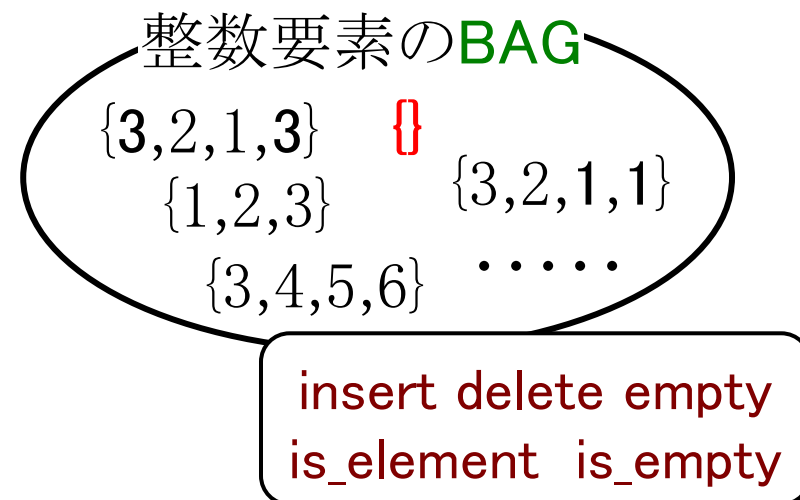 整数要素のBAG
{3,2,1,3} {}
{3,2,1,1}
{1,2,3}
{3,4,5,6} ・・・・・
insert delete empty
is_element is_empty